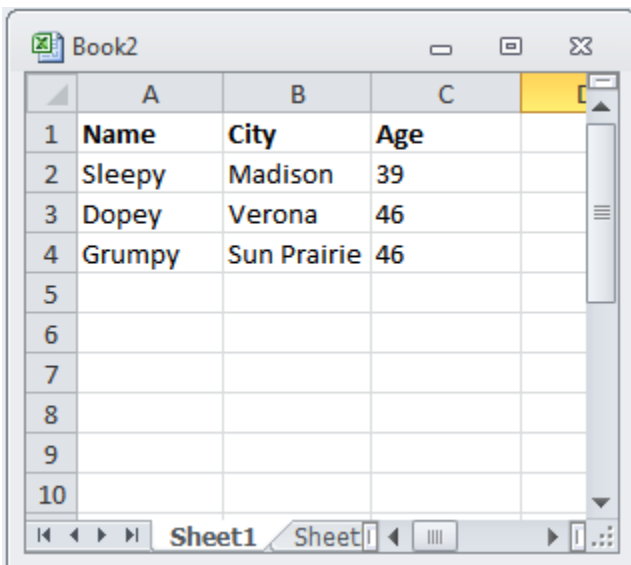 Book2
A B C D
1 Name City Age
2 Sleepy Madison 39
3 Dopey Verona 46
4 Grumpy Sun Prairie 46
5
6
7
8
9
10
Sheet1 Sheet